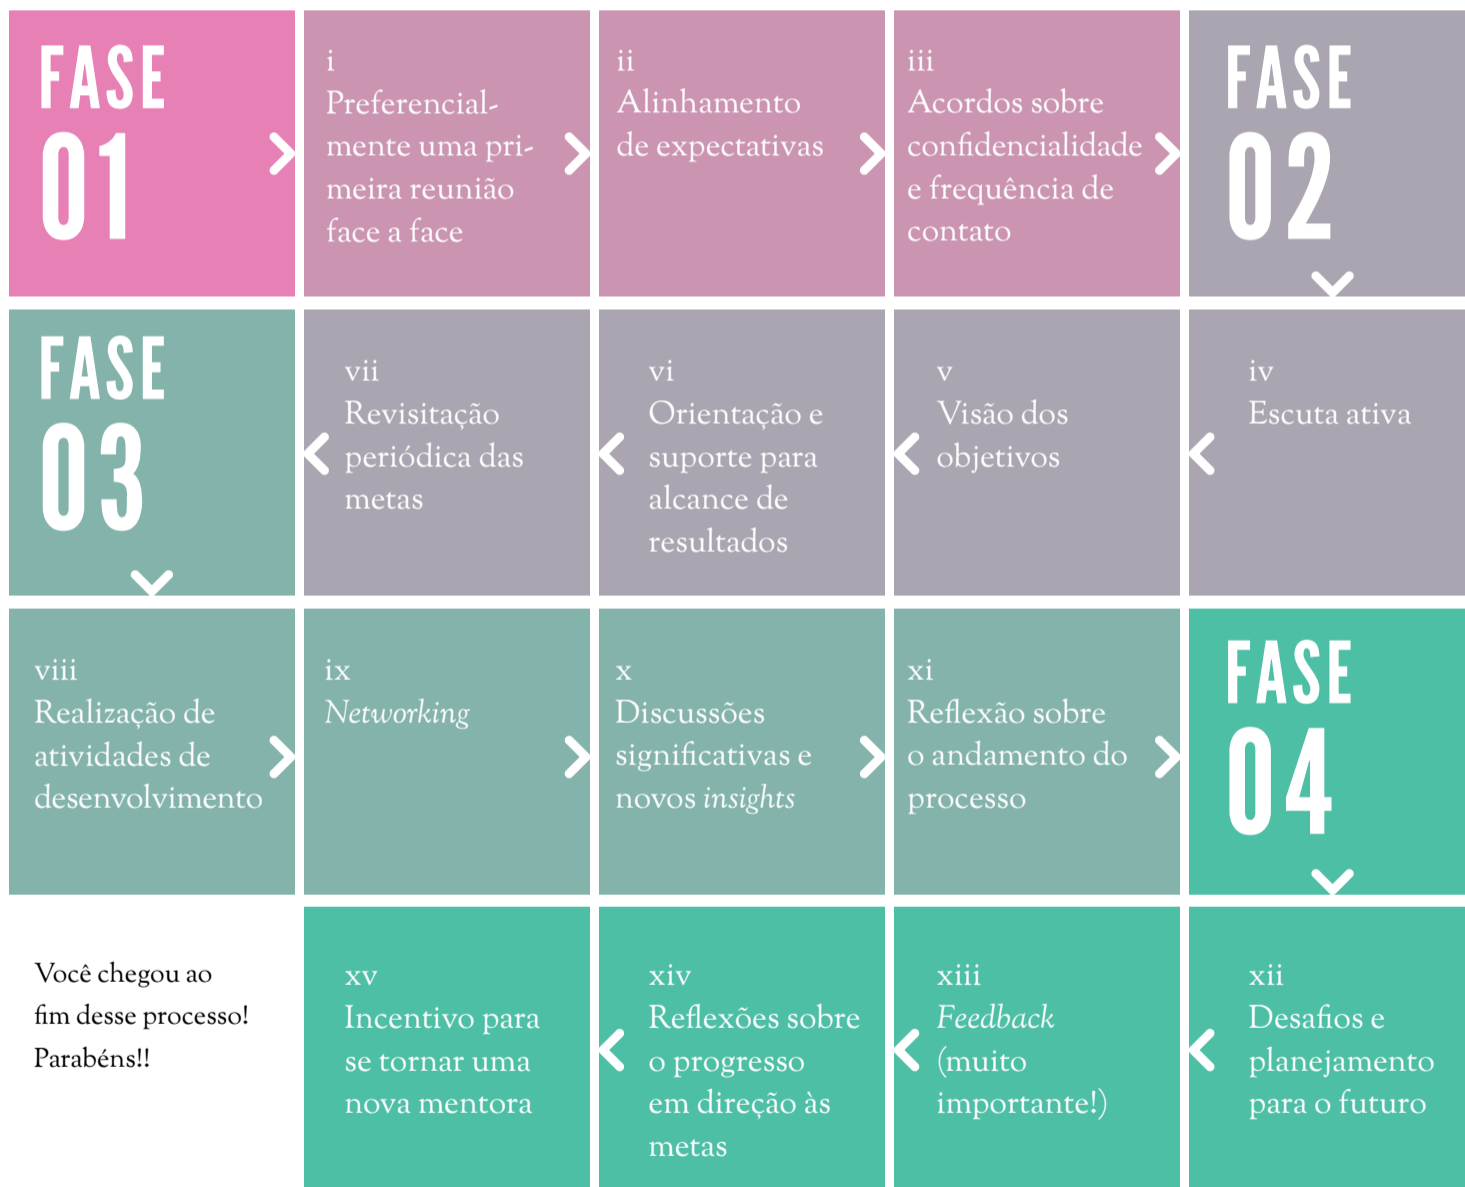 FASE
01
i
Preferencial-
mente uma pri-
meira reunião
face a face
ii
Alinhamento
de expectativas
iii
Acordos sobre
confidencialidade
e frequência de
contato
FASE
02
iv
Escuta ativa
v
Visão dos
objetivos
vi
Orientação e
suporte para
alcance de
resultados
vii
Revisitação
periódica das
metas
FASE
03
viii
Realização de
atividades de
desenvolvimento
ix
Networking
x
Discussões
significativas e
novos insights
xi
Reflexão sobre
o andamento do
processo
FASE
04
xii
Desafios e
planejamento
para o futuro
xiii
Feedback
(muito
importante!)
xiv
Reflexões sobre
o progresso
em direção às
metas
xv
Incentivo para
se tornar uma
nova mentora
Você chegou ao
fim desse processo!
Parabéns!!